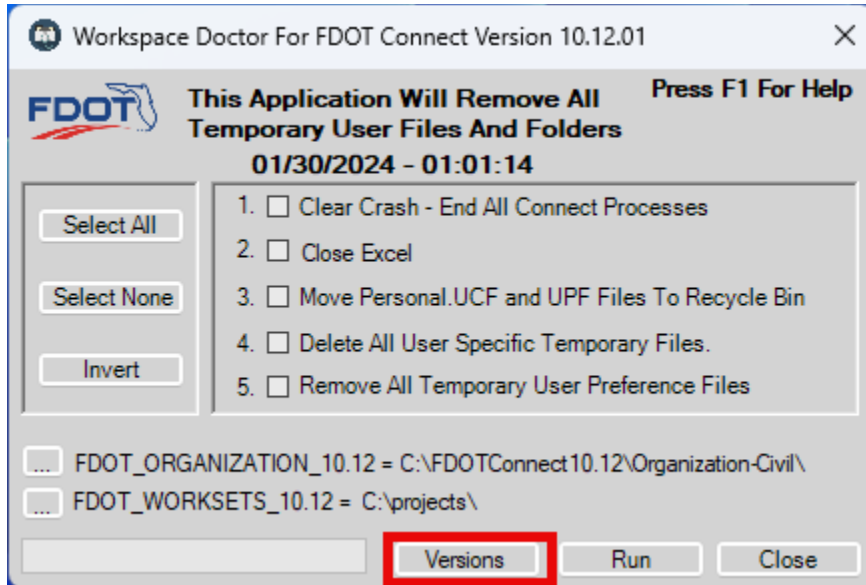 Workspace Doctor For FDOT Connect Version 10.12.01
FDOT
This Application Will Remove All
Temporary User Files And Folders
Press F1 For Help
01/30/2024 - 01:01:14
Select All
Select None
Invert
1. Clear Crash - End All Connect Processes
2. Close Excel
3. Move Personal.UCF and UPF Files To Recycle Bin
4. Delete All User Specific Temporary Files.
5. Remove All Temporary User Preference Files
... FDOT_ORGANIZATION_10.12 = C:\FDOTConnect10.12\Organization-Civil\
... FDOT_WORKSETS_10.12 = C:\projects\
Versions Run Close